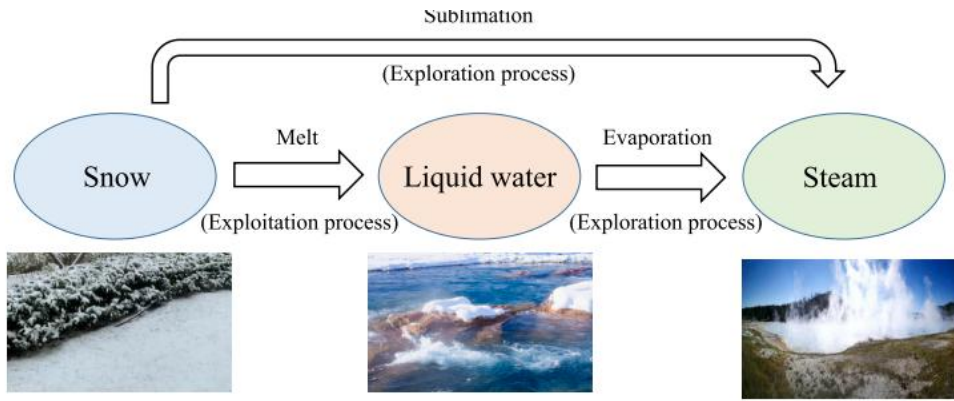 Sublimation
(Exploration process)
Melt
Evaporation
Snow
Liquid water
Steam
(Exploitation process)
(Exploration process)